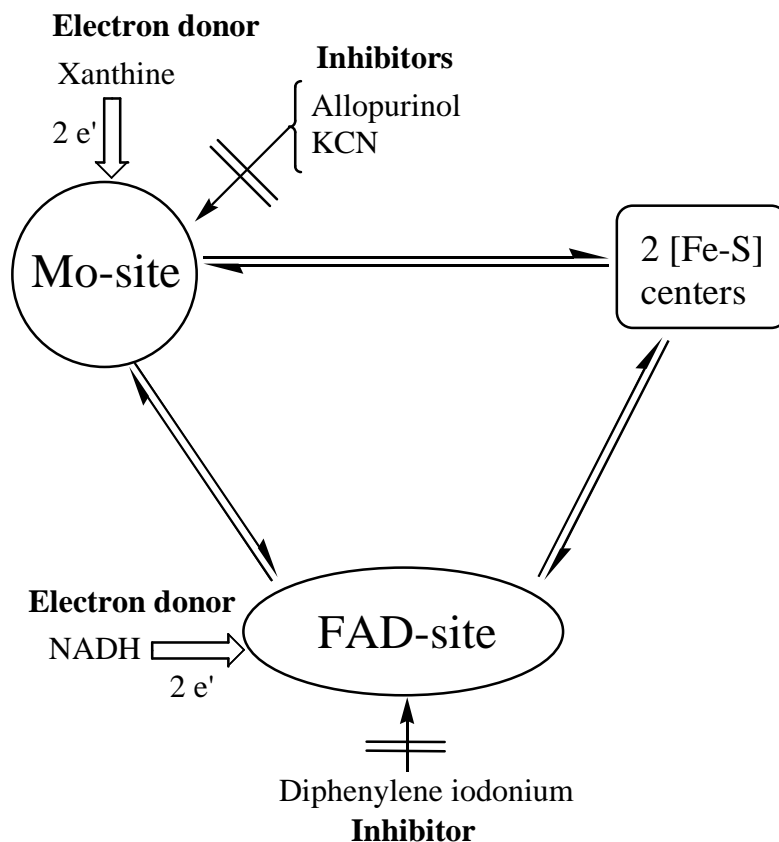 Electron donor
Xanthine
2 e'
Inhibitors
Allopurinol
KCN
Mo-site
2 [Fe-S]
centers
Electron donor
NADH
2 e'
FAD-site
Diphenylene iodonium
Inhibitor